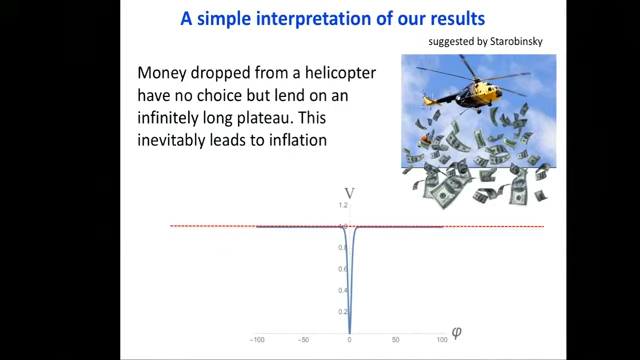 A simple interpretation of our results
suggested by Starobinsky
Money dropped from a helicopter
have no choice but lend on an
infinitely long plateau. This
inevitably leads to inflation
V
1.2
1.0
0.8
0.6
0.4
0.2
-100 -50 0 50 100 φ